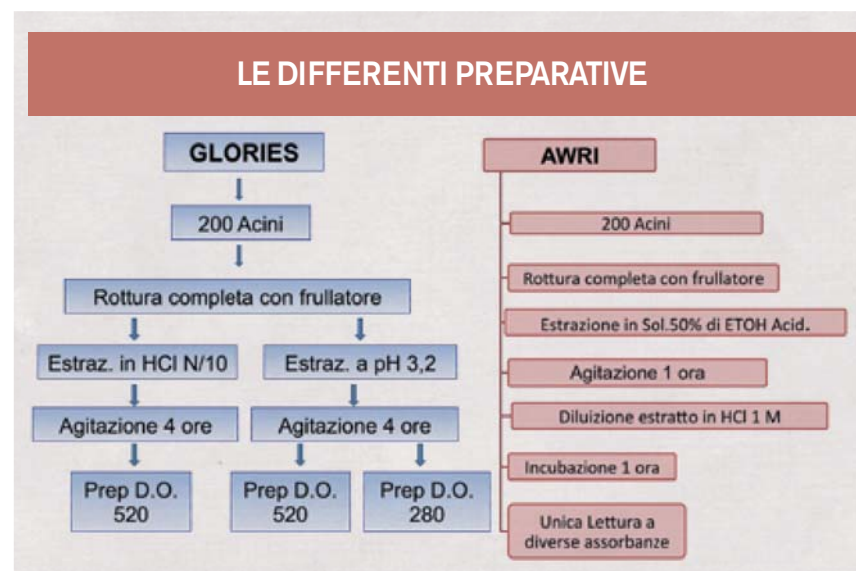 LE DIFFERENTI PREPARATIVE
GLORIES
200 Acini
Rottura completa con frullatore
Estraz. in HCl N/10
Estraz. a pH 3,2
Agitazione 4 ore
Agitazione 4 ore
Prep D.O.
520
Prep D.O.
520
Prep D.O.
280
AWRI
200 Acini
Rottura completa con frullatore
Estrazione in Sol.50% di ETOH Acid.
Agitazione 1 ora
Diluizione estratto in HCl 1 M
Incubazione 1 ora
Unica Lettura a
diverse assorbanze